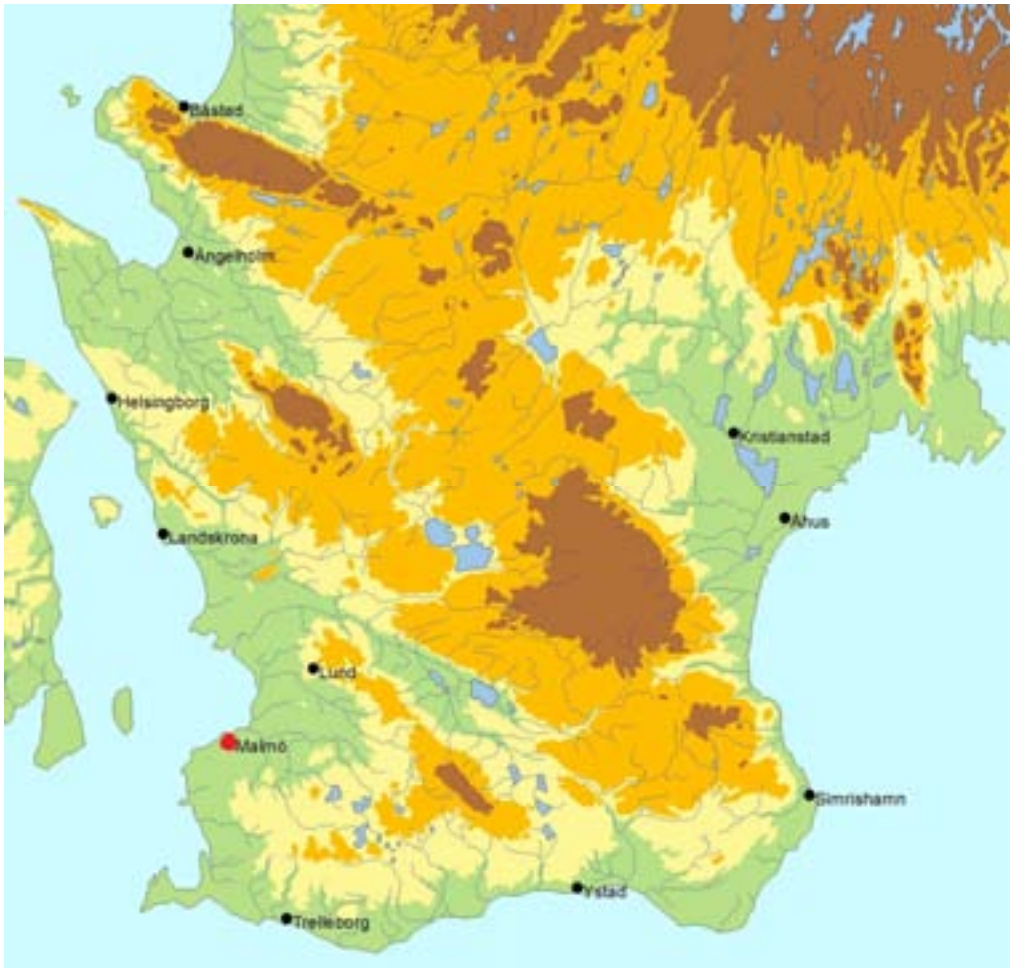 Båstad
Ängelholm
Helsingborg
Kristianstad
Åhus
Landskrona
Lund
Malmö
Simrishamn
Ystad
Trelleborg